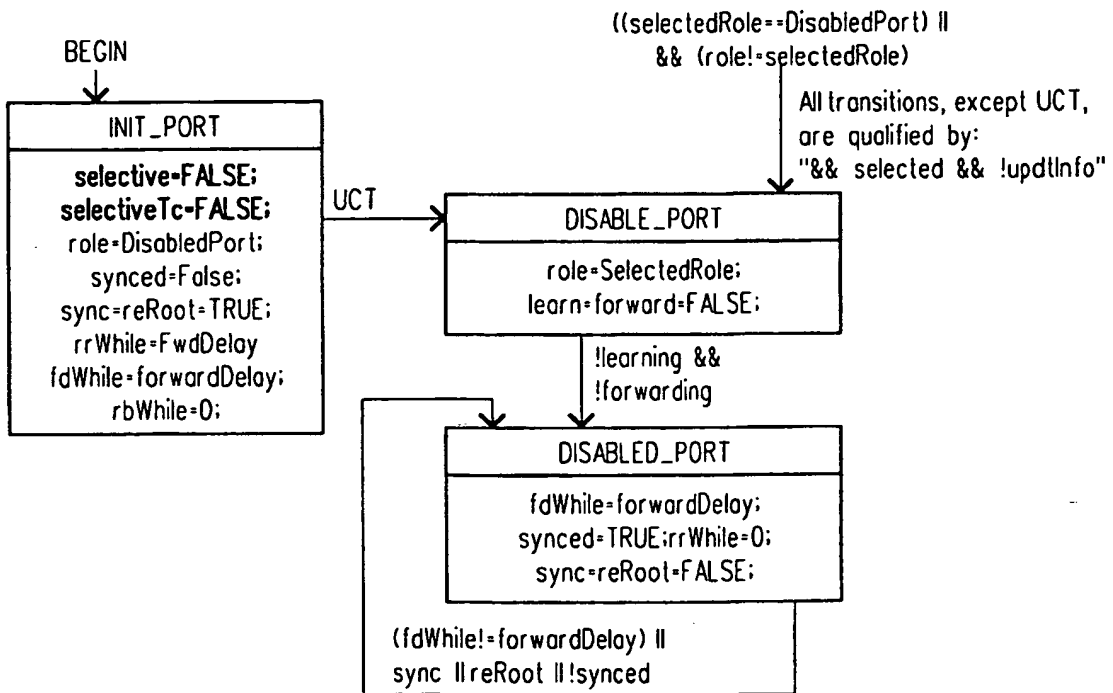 BEGIN
INIT_PORT
selective=FALSE;
selectiveTc=FALSE;
role=DisabledPort;
synced=False;
sync=reRoot=TRUE;
rrWhile=FwdDelay
fdWhile=forwardDelay;
rbWhile=0;
UCT
((selectedRole==DisabledPort) ||
&& (role!=selectedRole)
All transitions, except UCT,
are qualified by:
"&& selected && !updtInfo"
DISABLE_PORT
role=SelectedRole;
learn=forward=FALSE;
!learning &&
!forwarding
DISABLED_PORT
fdWhile=forwardDelay;
synced=TRUE;rrWhile=0;
sync=reRoot=FALSE;
(fdWhile!=forwardDelay) ||
sync ||reRoot ||!synced